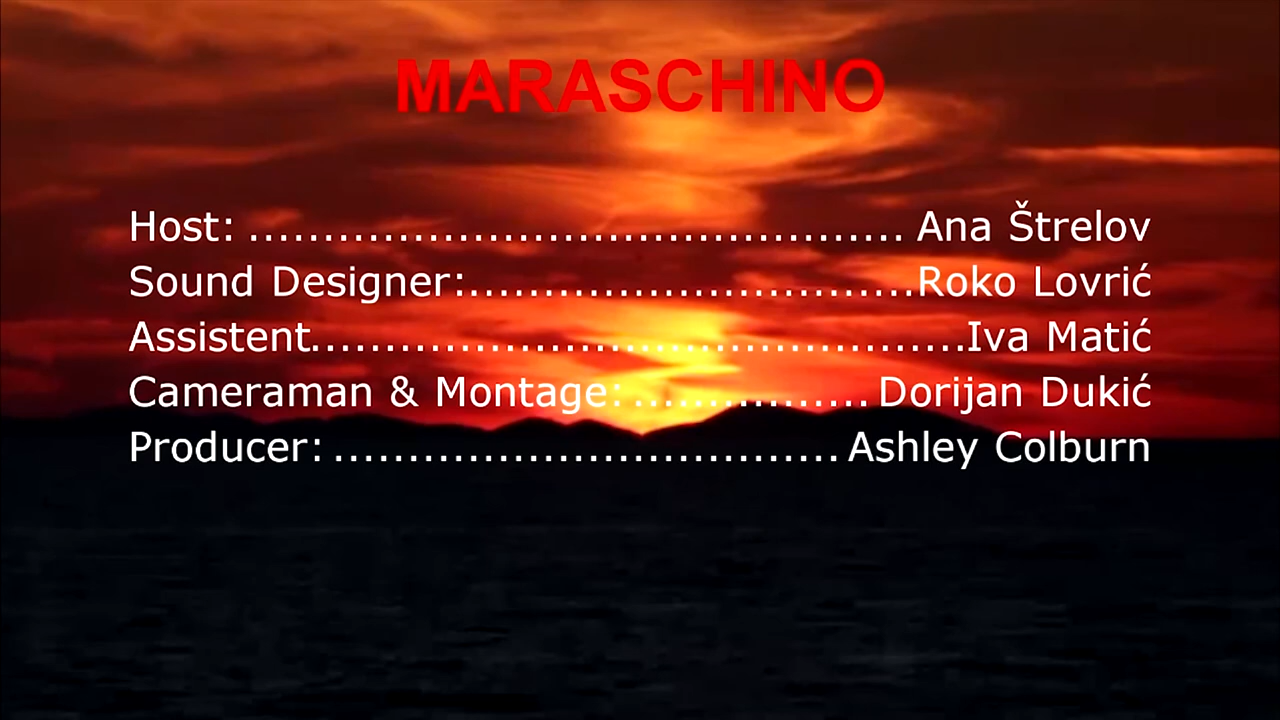 MARASCHINO
Host: ............................................ Ana Štrelov
Sound Designer:..............................Roko Lovrić
Assistent............................................Iva Matić
Cameraman & Montage: ................ Dorijan Dukić
Producer: .................................. Ashley Colburn